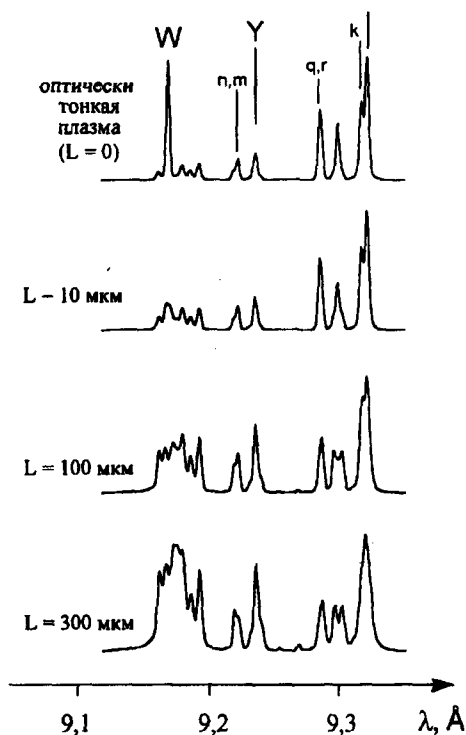 W
Y
k
n,m
q,r
оптически
тонкая
плазма
(L = 0)
L - 10 мкм
L = 100 мкм
L = 300 мкм
9,1 9,2 9,3 λ, Å